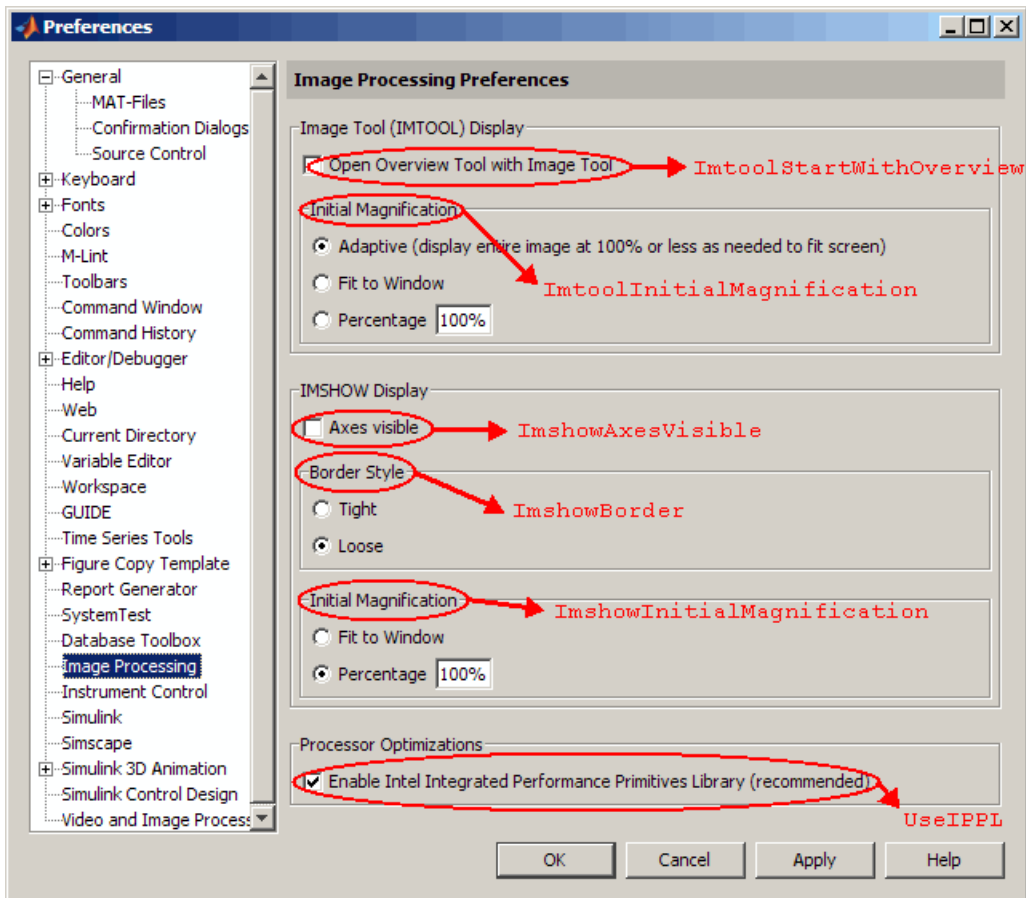 Preferences
General
MAT-Files
Confirmation Dialogs
Source Control
Keyboard
Fonts
Colors
M-Lint
Toolbars
Command Window
Command History
Editor/Debugger
Help
Web
Current Directory
Variable Editor
Workspace
GUIDE
Time Series Tools
Figure Copy Template
Report Generator
SystemTest
Database Toolbox
Image Processing
Instrument Control
Simulink
Simscape
Simulink 3D Animation
Simulink Control Design
Video and Image Process
Image Processing Preferences
Image Tool (IMTOOL) Display
Open Overview Tool with Image Tool
ImtoolStartWithOverview
Initial Magnification
Adaptive (display entire image at 100% or less as needed to fit screen)
Fit to Window
ImtoolInitialMagnification
Percentage 100%
IMSHOW Display
Axes visible
ImshowAxesVisible
Border Style
Tight
ImshowBorder
Loose
Initial Magnification
ImshowInitialMagnification
Fit to Window
Percentage 100%
Processor Optimizations
Enable Intel Integrated Performance Primitives Library (recommended)
UseIPPL
OK Cancel Apply Help